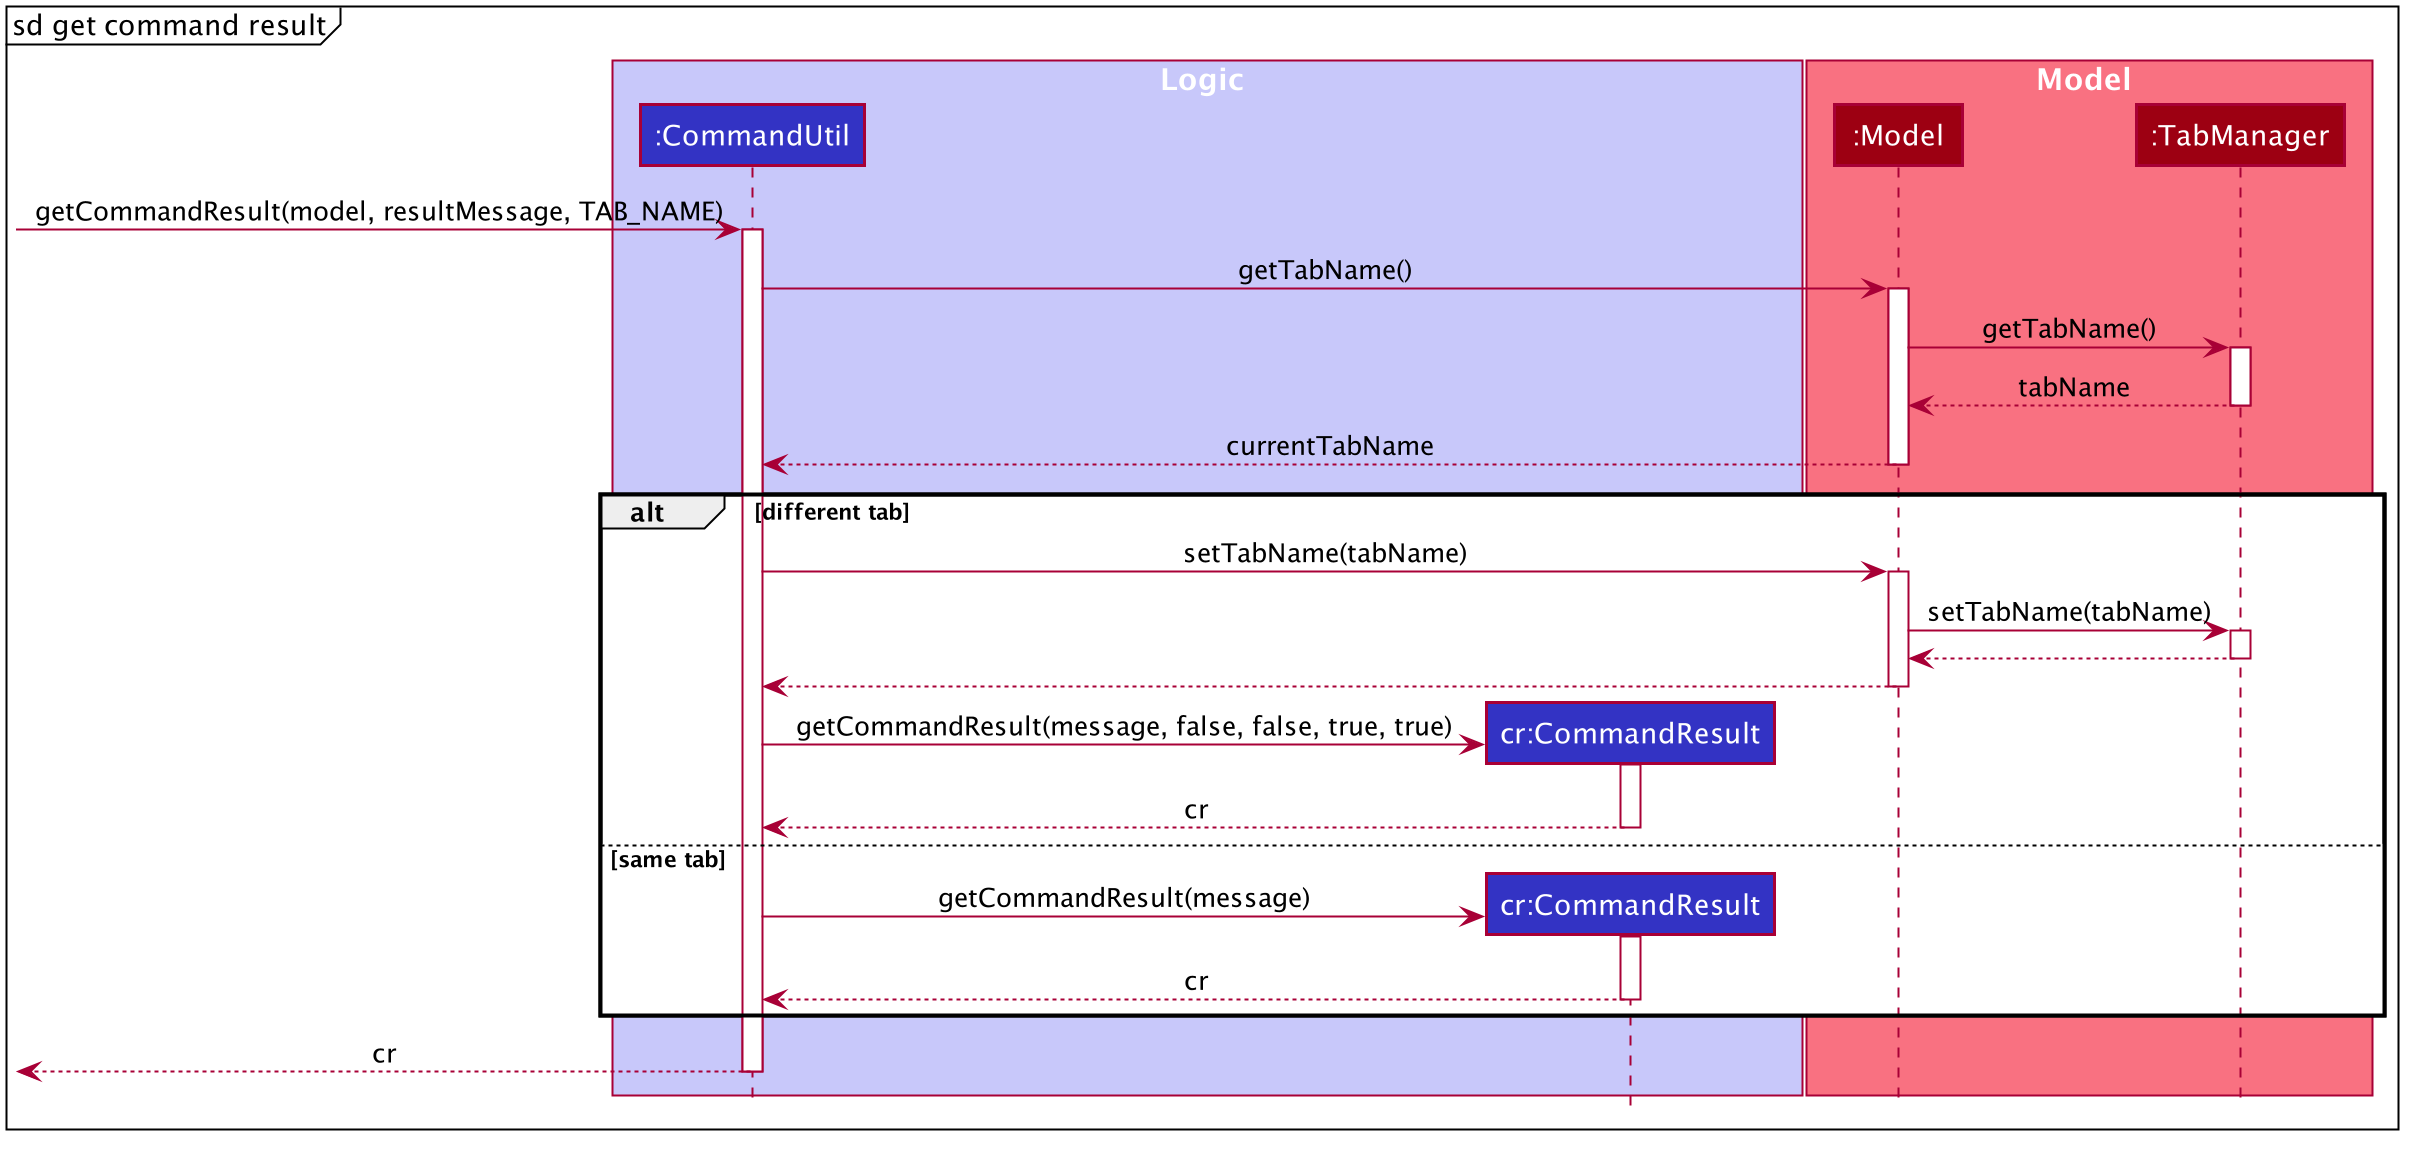 sd get command result
Logic
Model
:CommandUtil
:Model
:TabManager
getCommandResult(model, resultMessage, TAB_NAME)
getTabName()
getTabName()
tabName
currentTabName
alt
[different tab]
setTabName(tabName)
setTabName(tabName)
getCommandResult(message, false, false, true, true)
cr:CommandResult
cr
[same tab]
getCommandResult(message)
cr:CommandResult
cr
cr